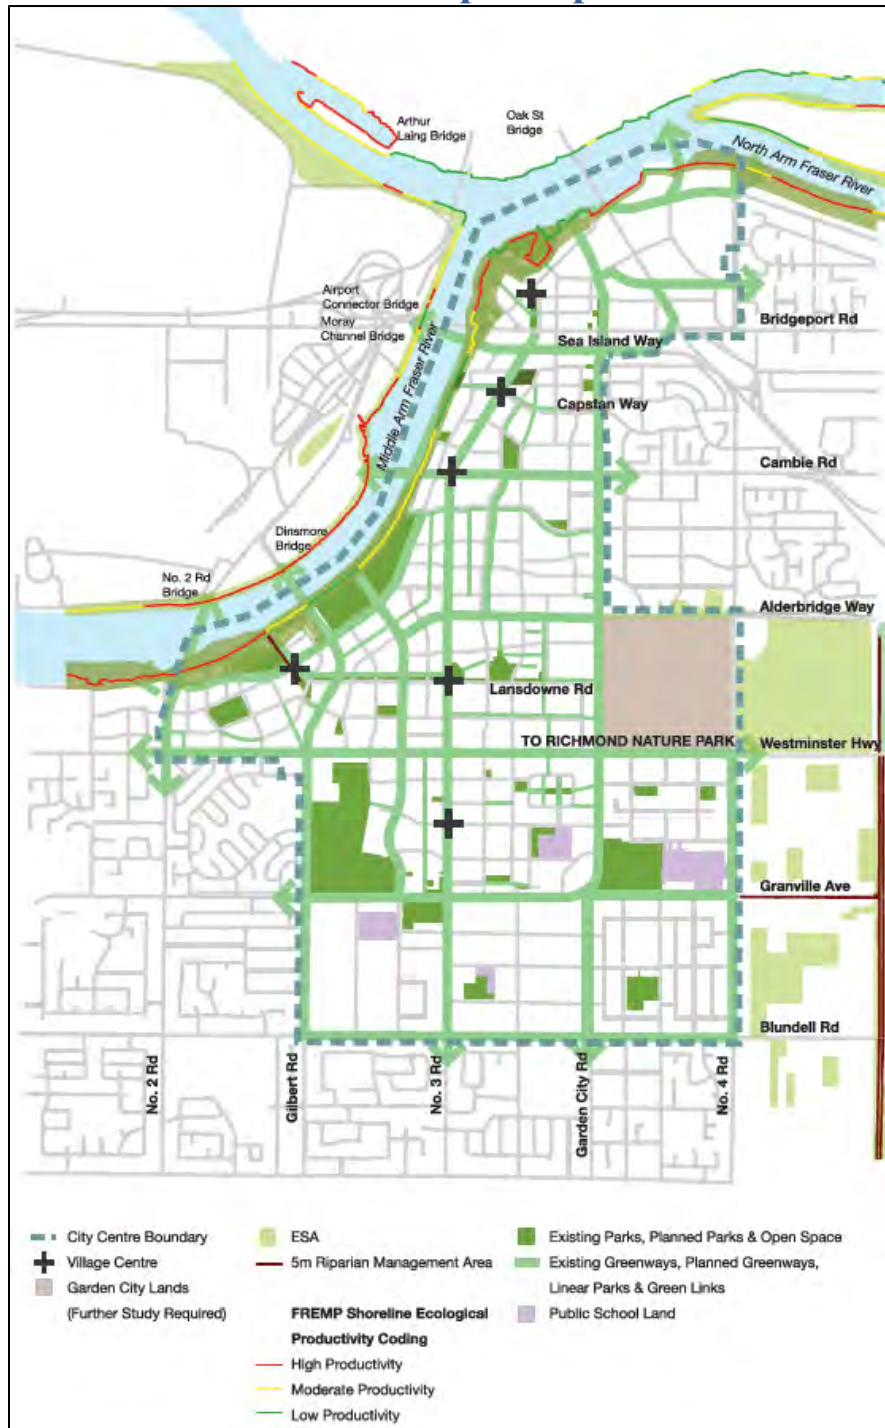 Arthur
Laing Bridge
Oak St
Bridge
North Arm Fraser River
Airport
Connector Bridge
Moray
Channel Bridge
Middle Arm Fraser River
Bridgeport Rd
Sea Island Way
Capstan Way
Cambie Rd
Dinsmore
Bridge
No. 2 Rd
Bridge
Alderbridge Way
Lansdowne Rd
TO RICHMOND NATURE PARK
Westminster Hwy
Granville Ave
Blundell Rd
No. 2 Rd
Gilbert Rd
No. 3 Rd
Garden City Rd
No. 4 Rd
City Centre Boundary
Village Centre
Garden City Lands
(Further Study Required)
ESA
5m Riparian Management Area
FREMP Shoreline Ecological
Productivity Coding
High Productivity
Moderate Productivity
Low Productivity
Existing Parks, Planned Parks & Open Space
Existing Greenways, Planned Greenways,
Linear Parks & Green Links
Public School Land